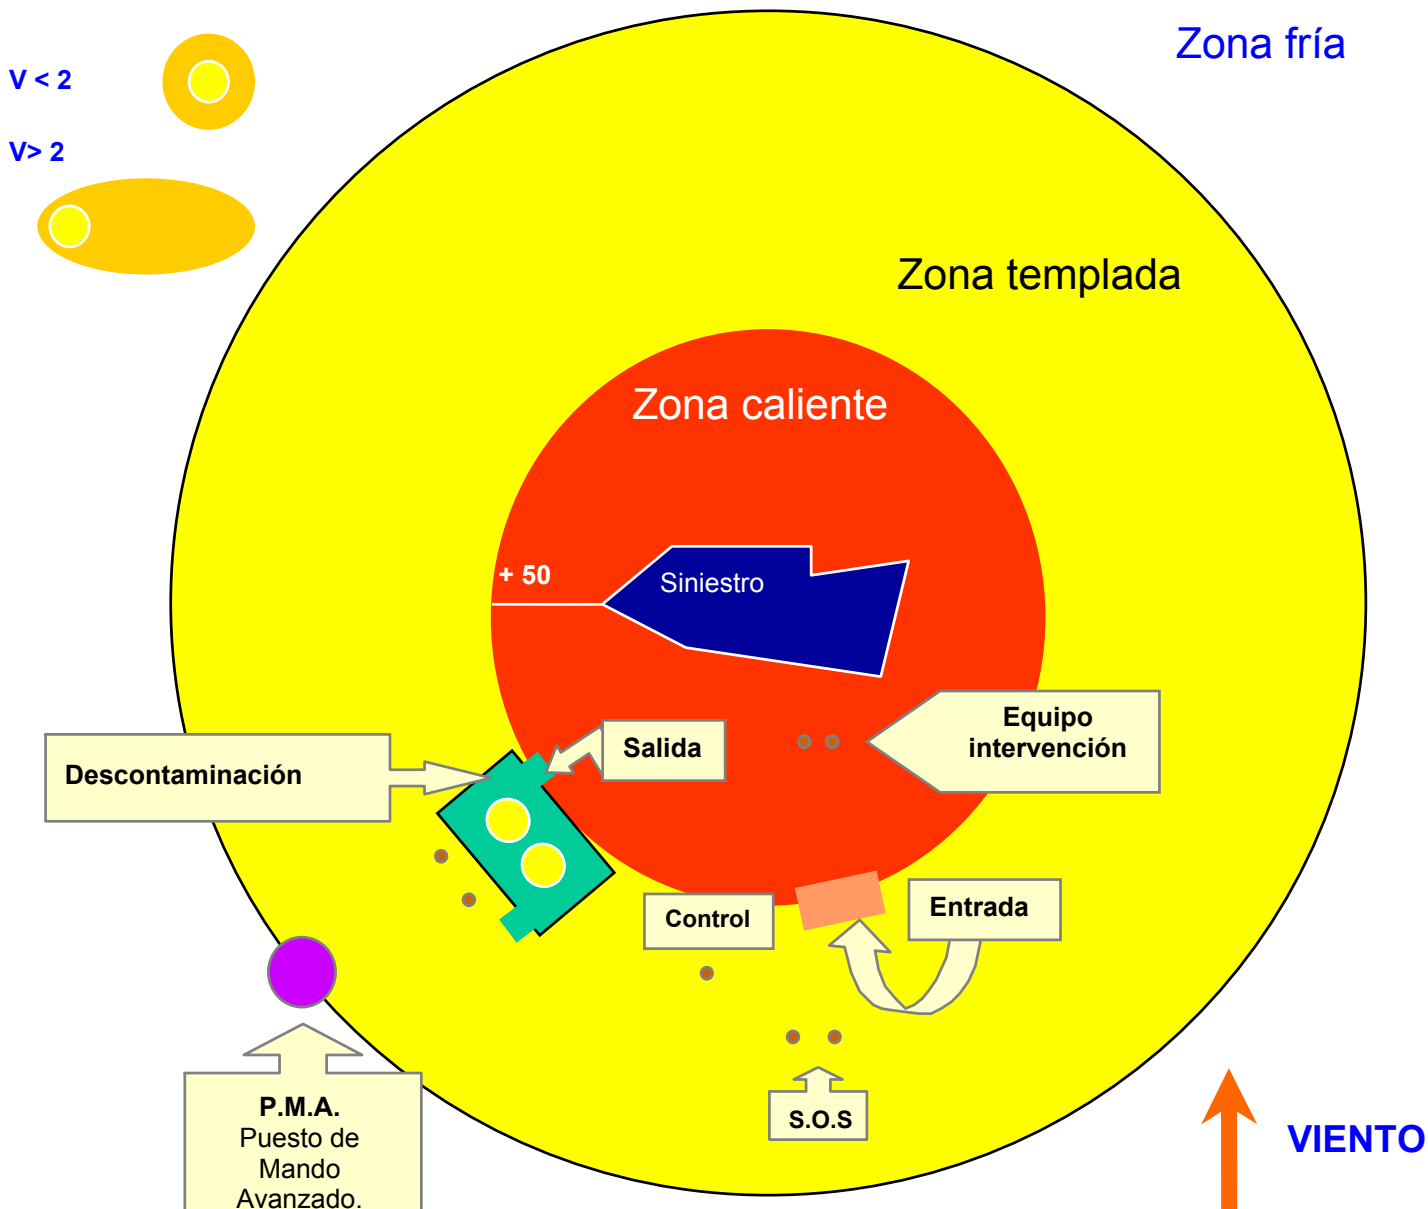 Zona fría
V < 2
V> 2
Zona templada
Zona caliente
+ 50
Siniestro
Equipo
intervención
Salida
Descontaminación
Control
Entrada
P.M.A.
Puesto de
Mando
Avanzado.
S.O.S
VIENTO